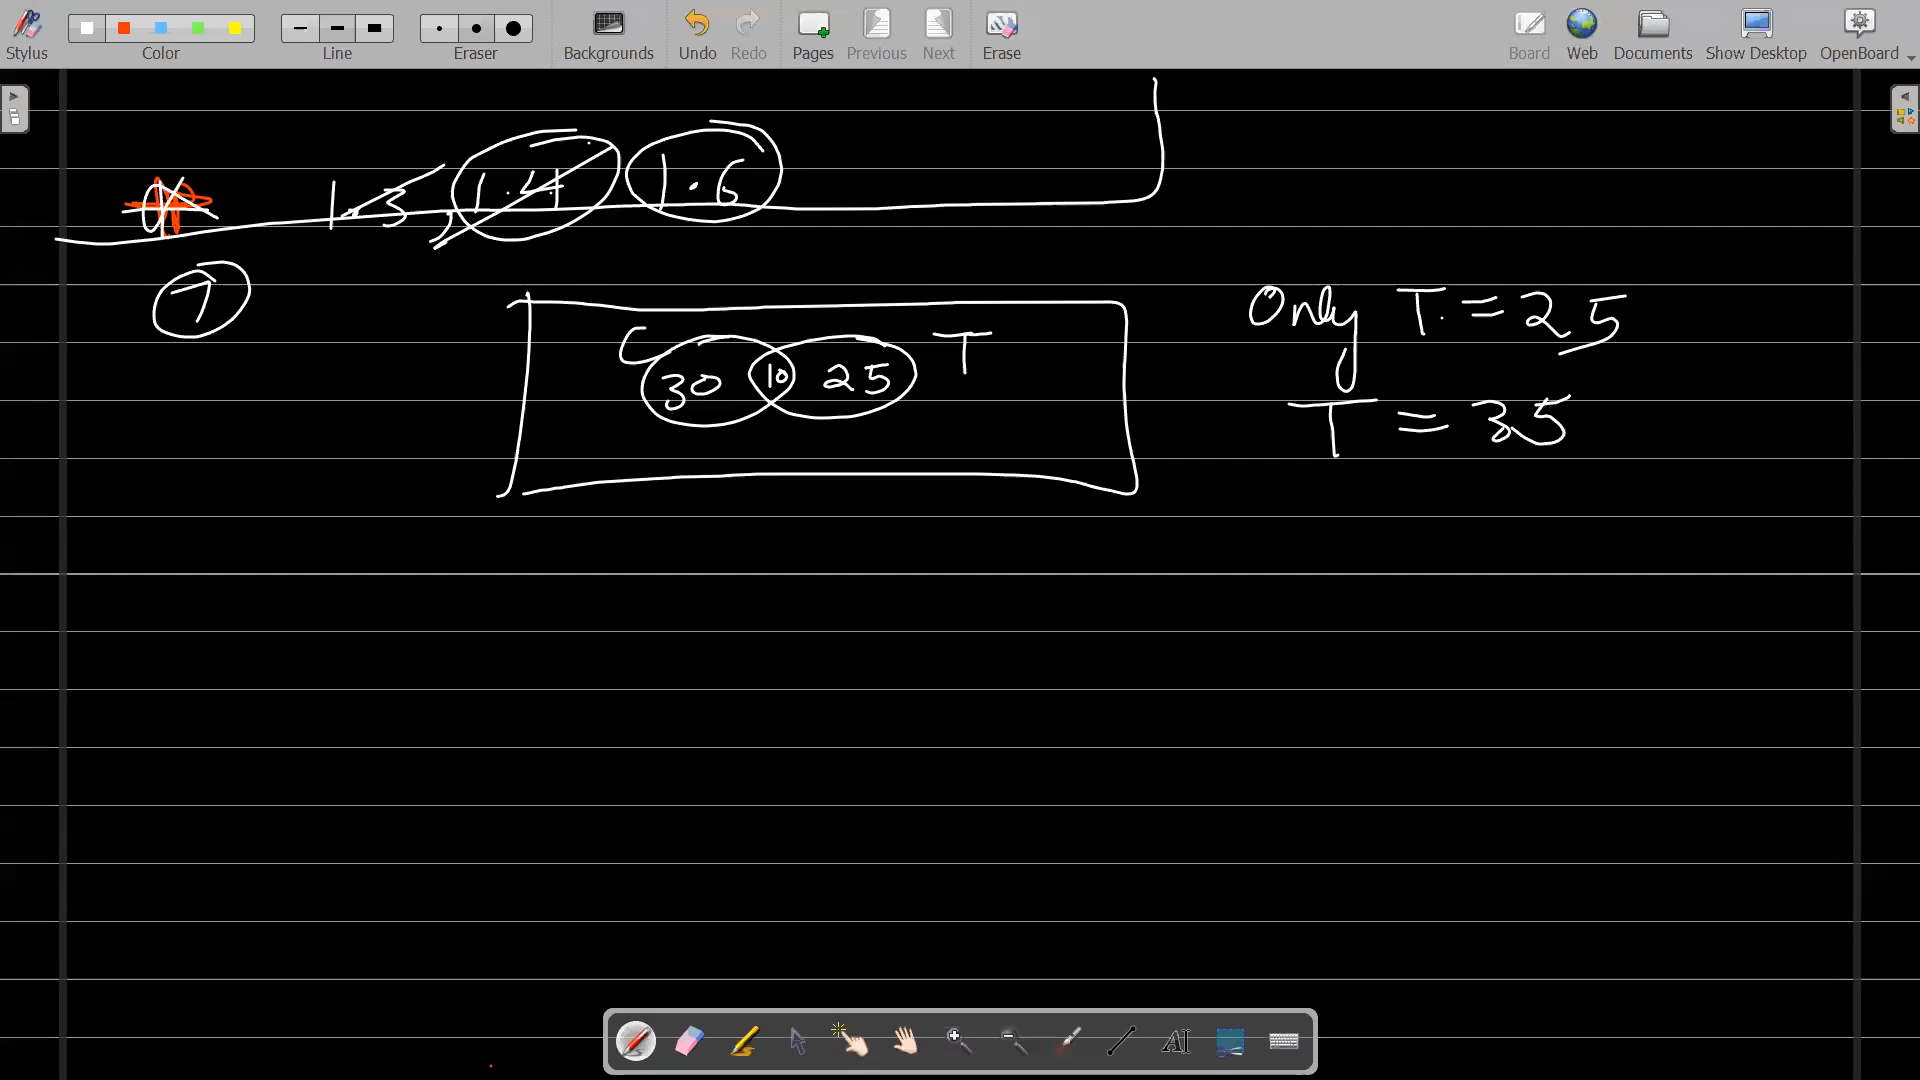 Stylus Color Line Eraser Backgrounds Undo Redo Pages Previous Next Erase Board Web Documents Show Desktop OpenBoard
1.3, 1.4 1.6
7
Only T = 25
C T
30 10 25
T = 35